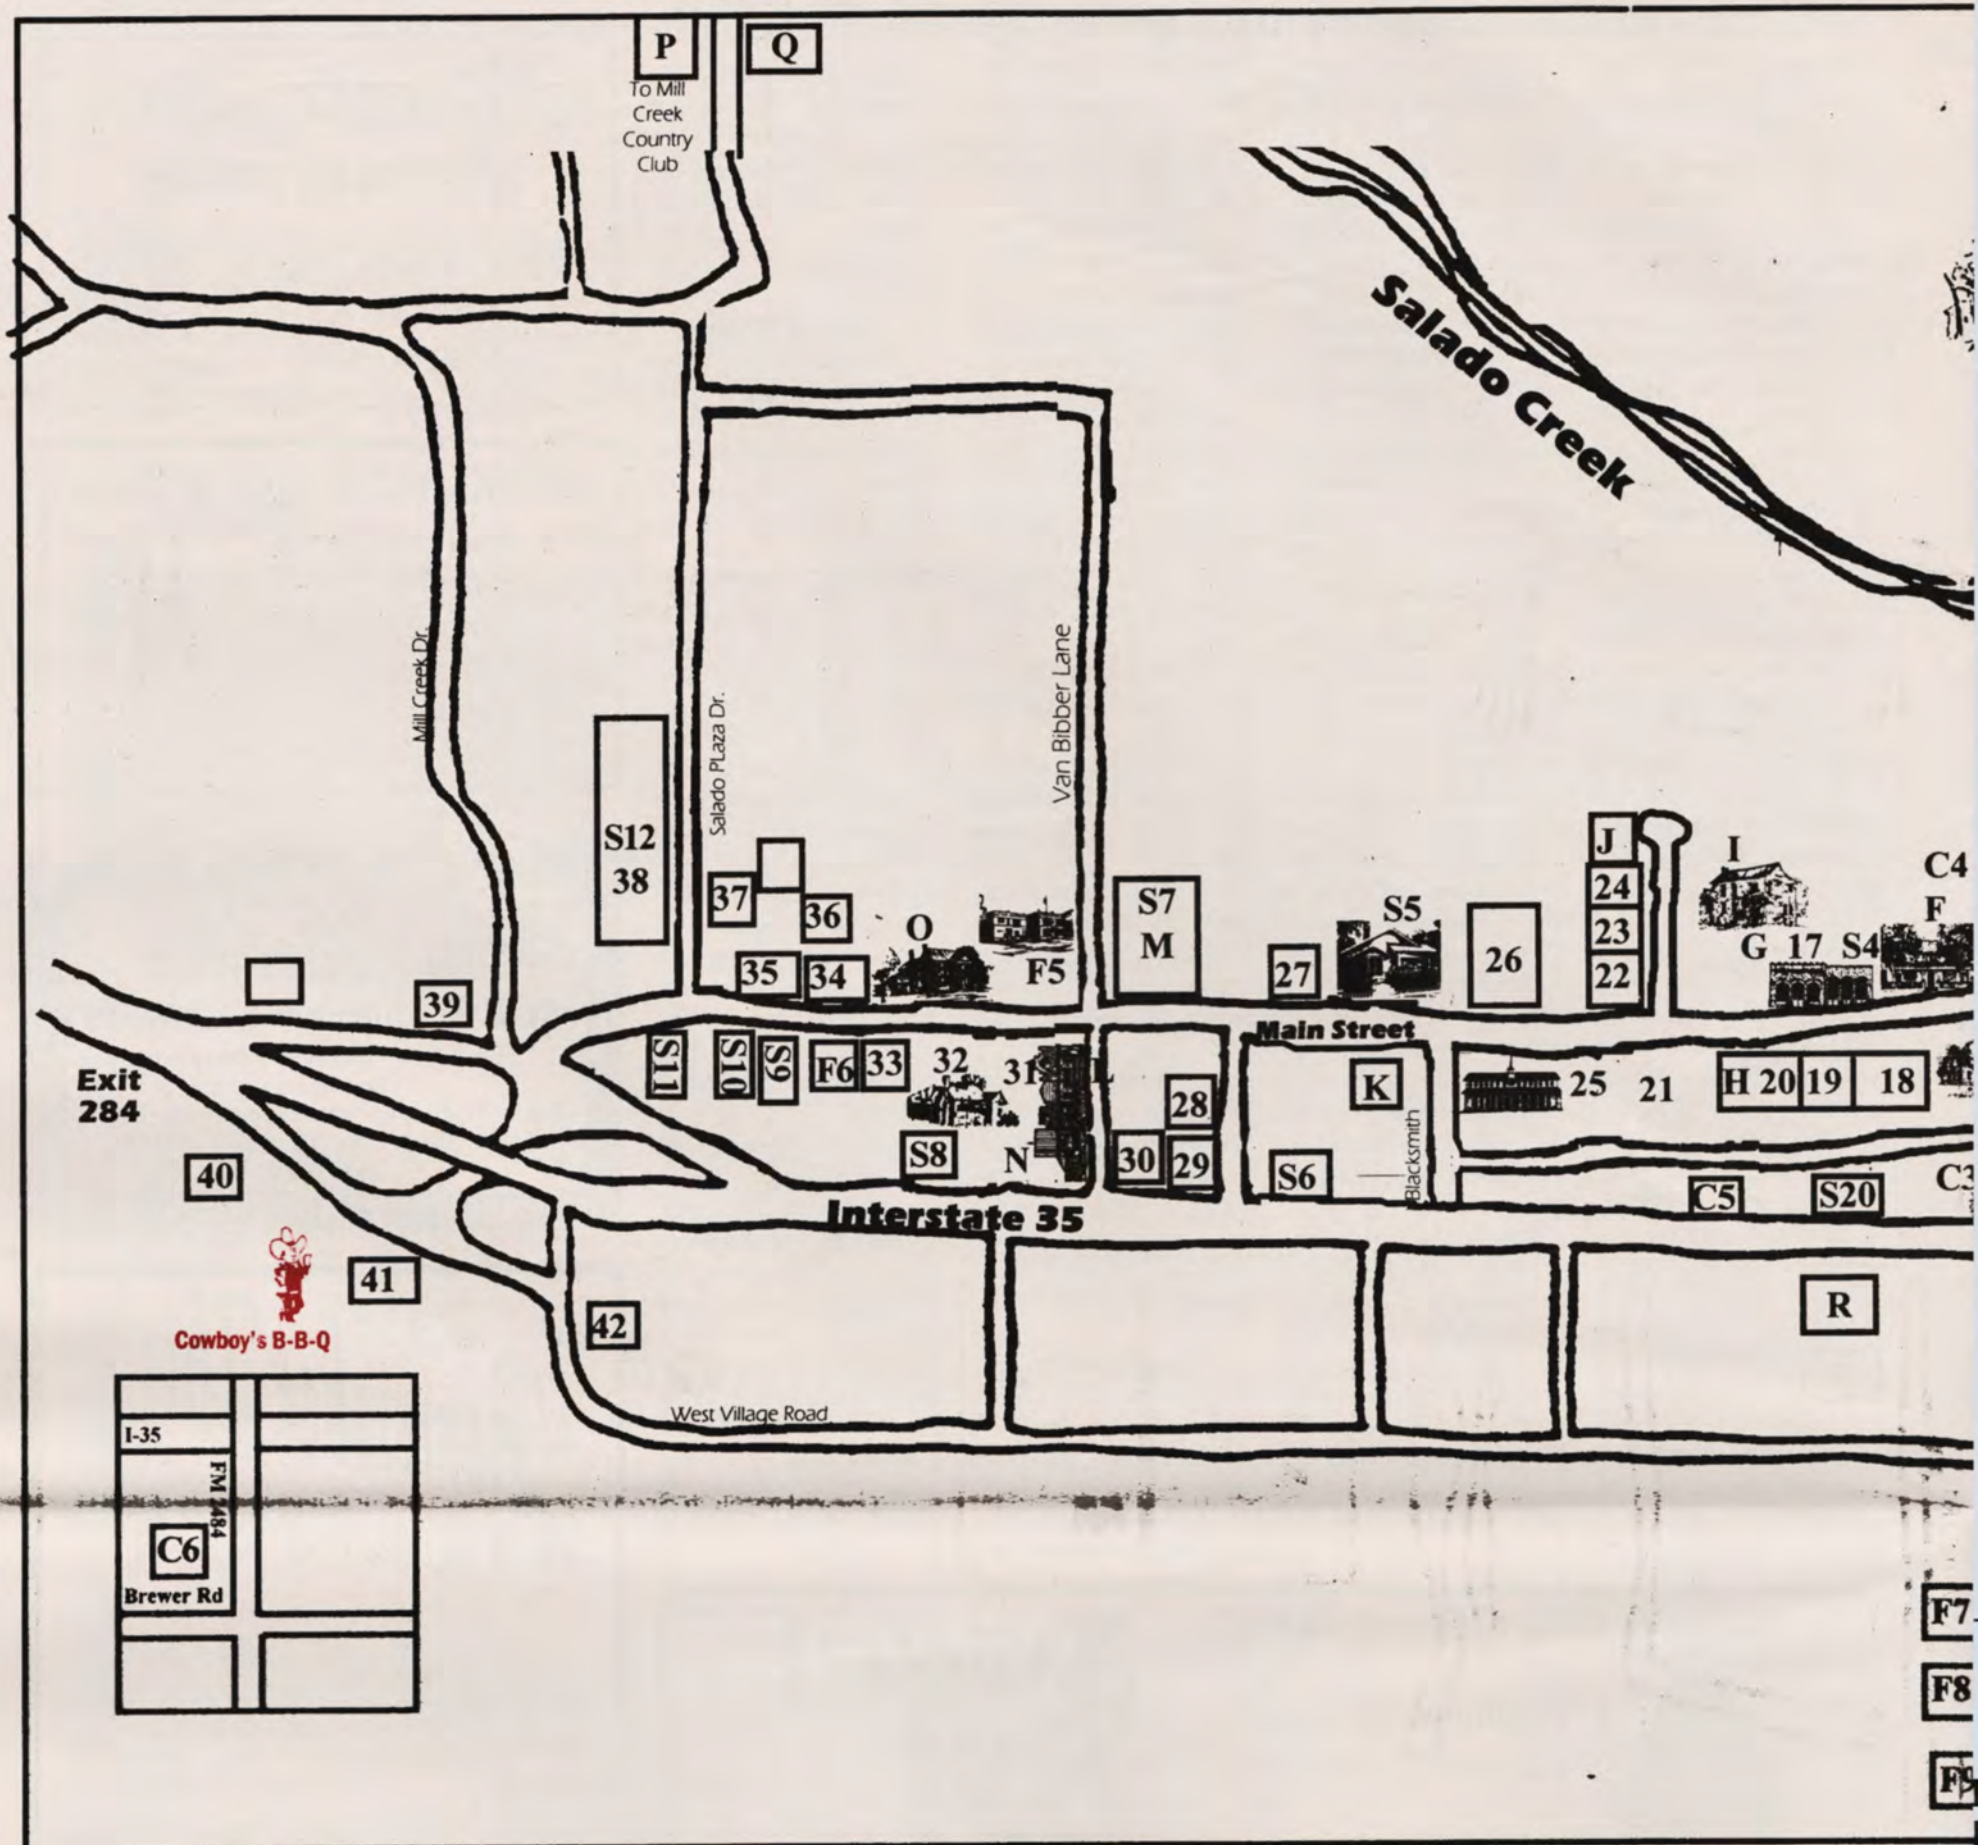 P
Q
To Mill
Creek
Country
Club
Salado Creek
Mill Creek Dr.
Salado PLaza Dr.
Van Bibber Lane
S12
38
37
36
35
34
O
F5
S7
M
27
S5
26
J
24
23
22
I
C4
F
G
17
S4
39
Main Street
S11
S10
S9
F6
33
32
31
L
28
K
Blacksmith
25
21
H 20
19
18
Exit
284
40
S8
N
30
29
S6
C5
S20
C3
Interstate 35
41
Cowboy's B-B-Q
42
R
West Village Road
I-35
FM 2484
C6
Brewer Rd
F7
F8
F9